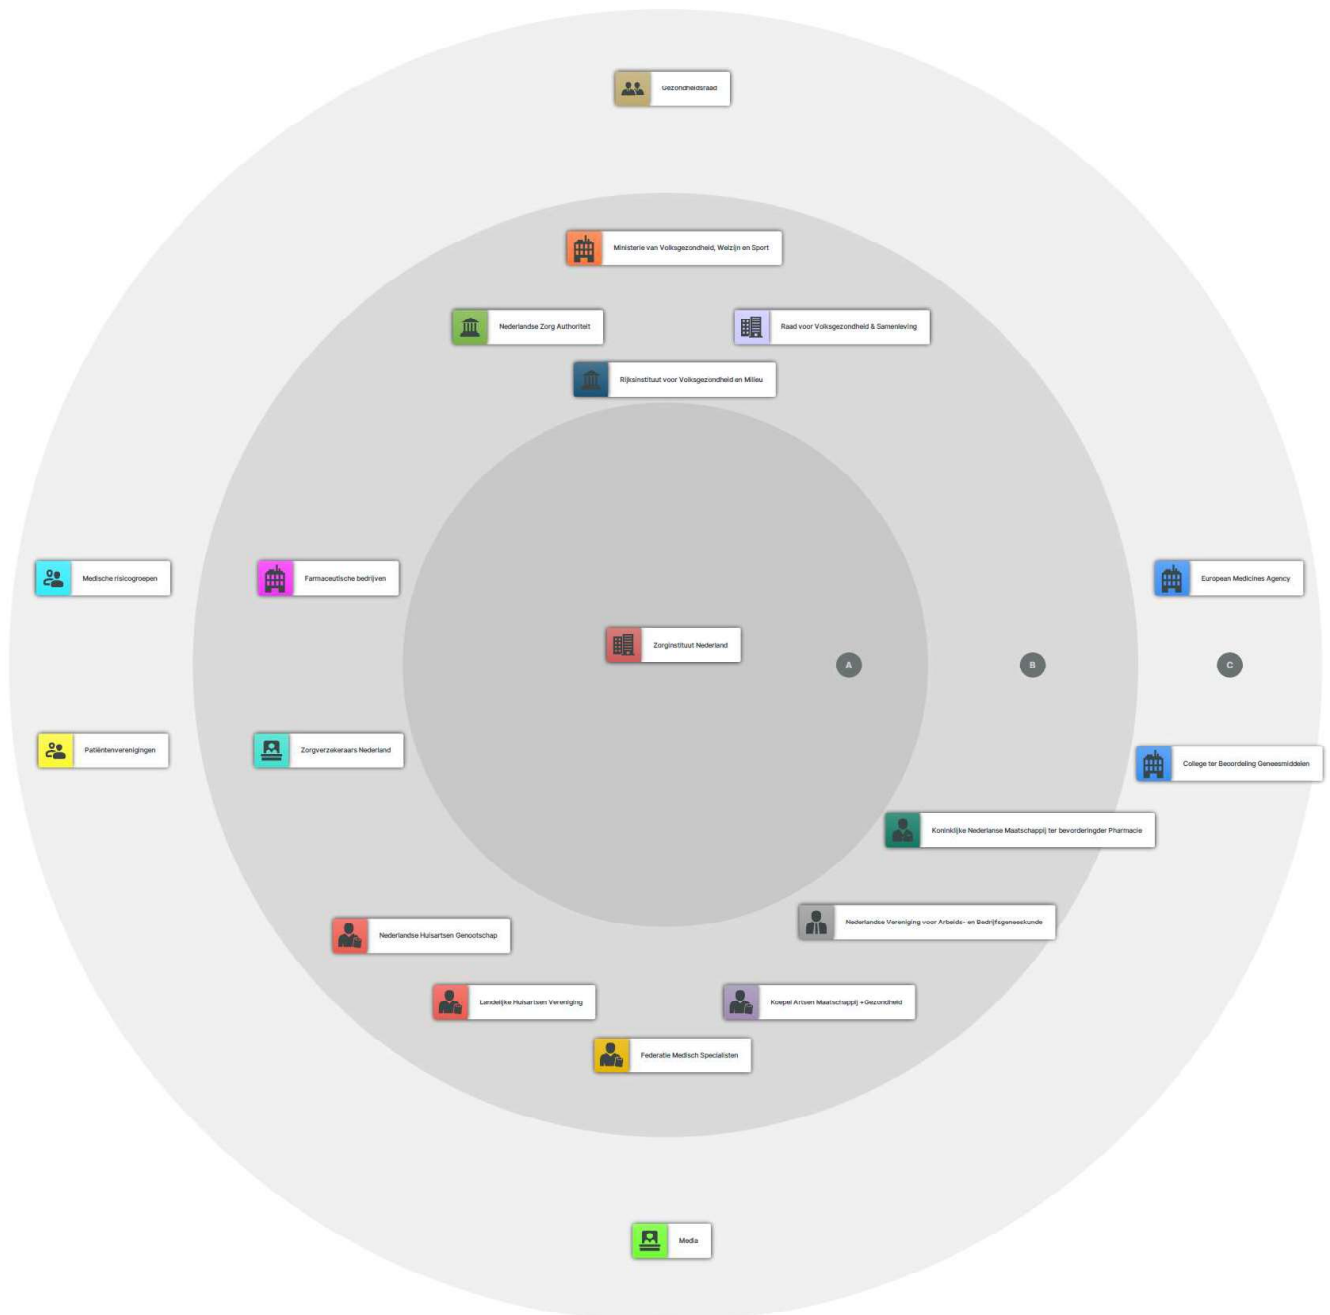 Gezondheidsraad
Ministerie van Volksgezondheid, Welzijn en Sport
Nederlandse Zorg Authoriteit
Raad voor Volksgezondheid & Samenleving
Rijksinstituut voor Volksgezondheid en Milieu
Medische risicogroepen
Farmaceutische bedrijven
European Medicines Agency
Zorginstituut Nederland
A
B
C
Patiëntenverenigingen
Zorgverzekeraars Nederland
College ter Beoordeling Geneesmiddelen
Koninklijke Nederlanse Maatschappij ter bevorderingder Pharmacie
Nederlandse Huisartsen Genootschap
Nederlandse Vereniging voor Arbeids- en Bedrijfsgeneeskunde
Landelijke Huisartsen Vereniging
Koepel Artsen Maatschappij +Gezondheid
Federatie Medisch Specialisten
Media